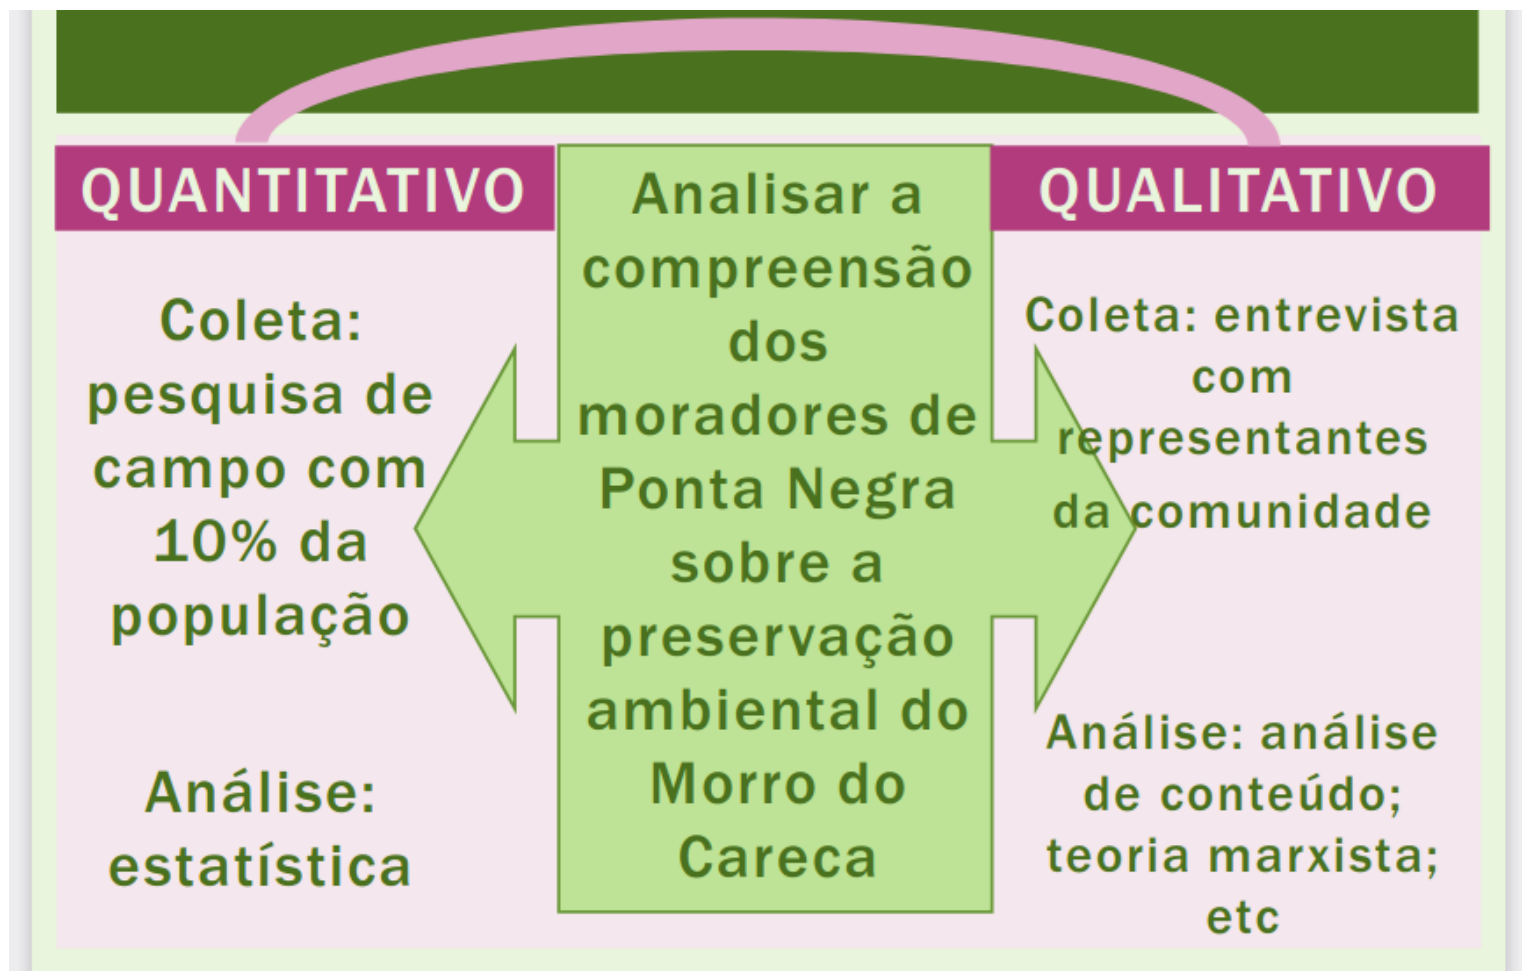 QUANTITATIVO
Coleta:
pesquisa de
campo com
10% da
população
Análise:
estatística
Analisar a
compreensão
dos
moradores de
Ponta Negra
sobre a
preservação
ambiental do
Morro do
Careca
QUALITATIVO
Coleta: entrevista
com
representantes
da comunidade
Análise: análise
de conteúdo;
teoria marxista;
etc